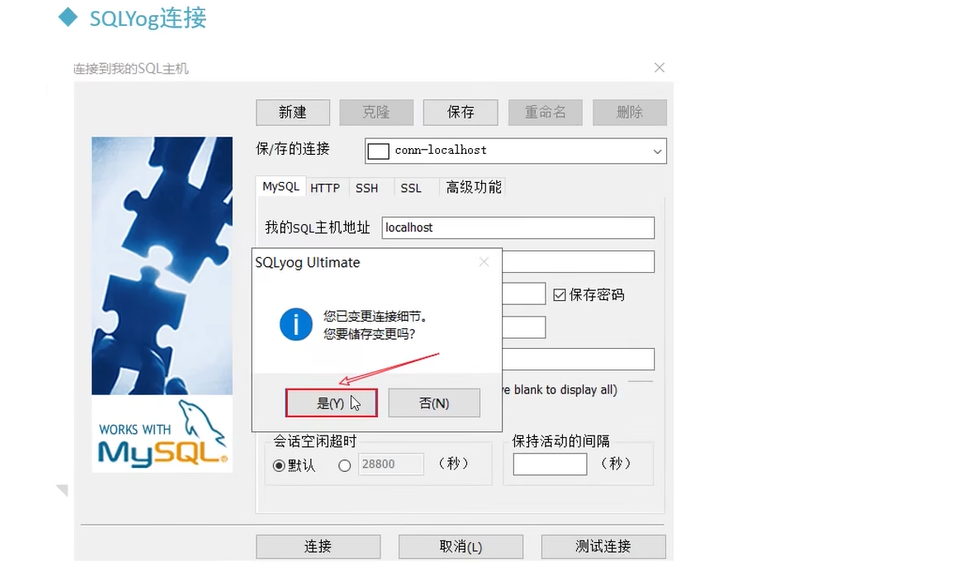 SQLYog连接
连接到我的SQL主机
新建 克隆 保存 重命名 删除
保/存的连接 conn-localhost
MySQL HTTP SSH SSL 高级功能
我的SQL主机地址 localhost
SQLyog Ultimate
保存密码
您已变更连接细节。
您要储存变更吗?
blank to display all)
是(Y) 否(N)
WORKS WITH
MySQL®
会话空闲超时 保持活动的间隔
默认 28800 (秒) (秒)
连接 取消(L) 测试连接